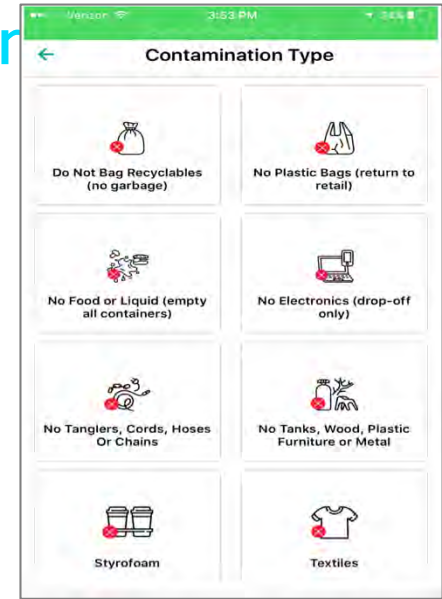 Verizon 3:53 PM
r
Contamination Type
Do Not Bag Recyclables
(no garbage)
No Plastic Bags (return to
retail)
No Food or Liquid (empty
all containers)
No Electronics (drop-off
only)
No Tanglers, Cords, Hoses
Or Chains
No Tanks, Wood, Plastic
Furniture or Metal
Styrofoam
Textiles